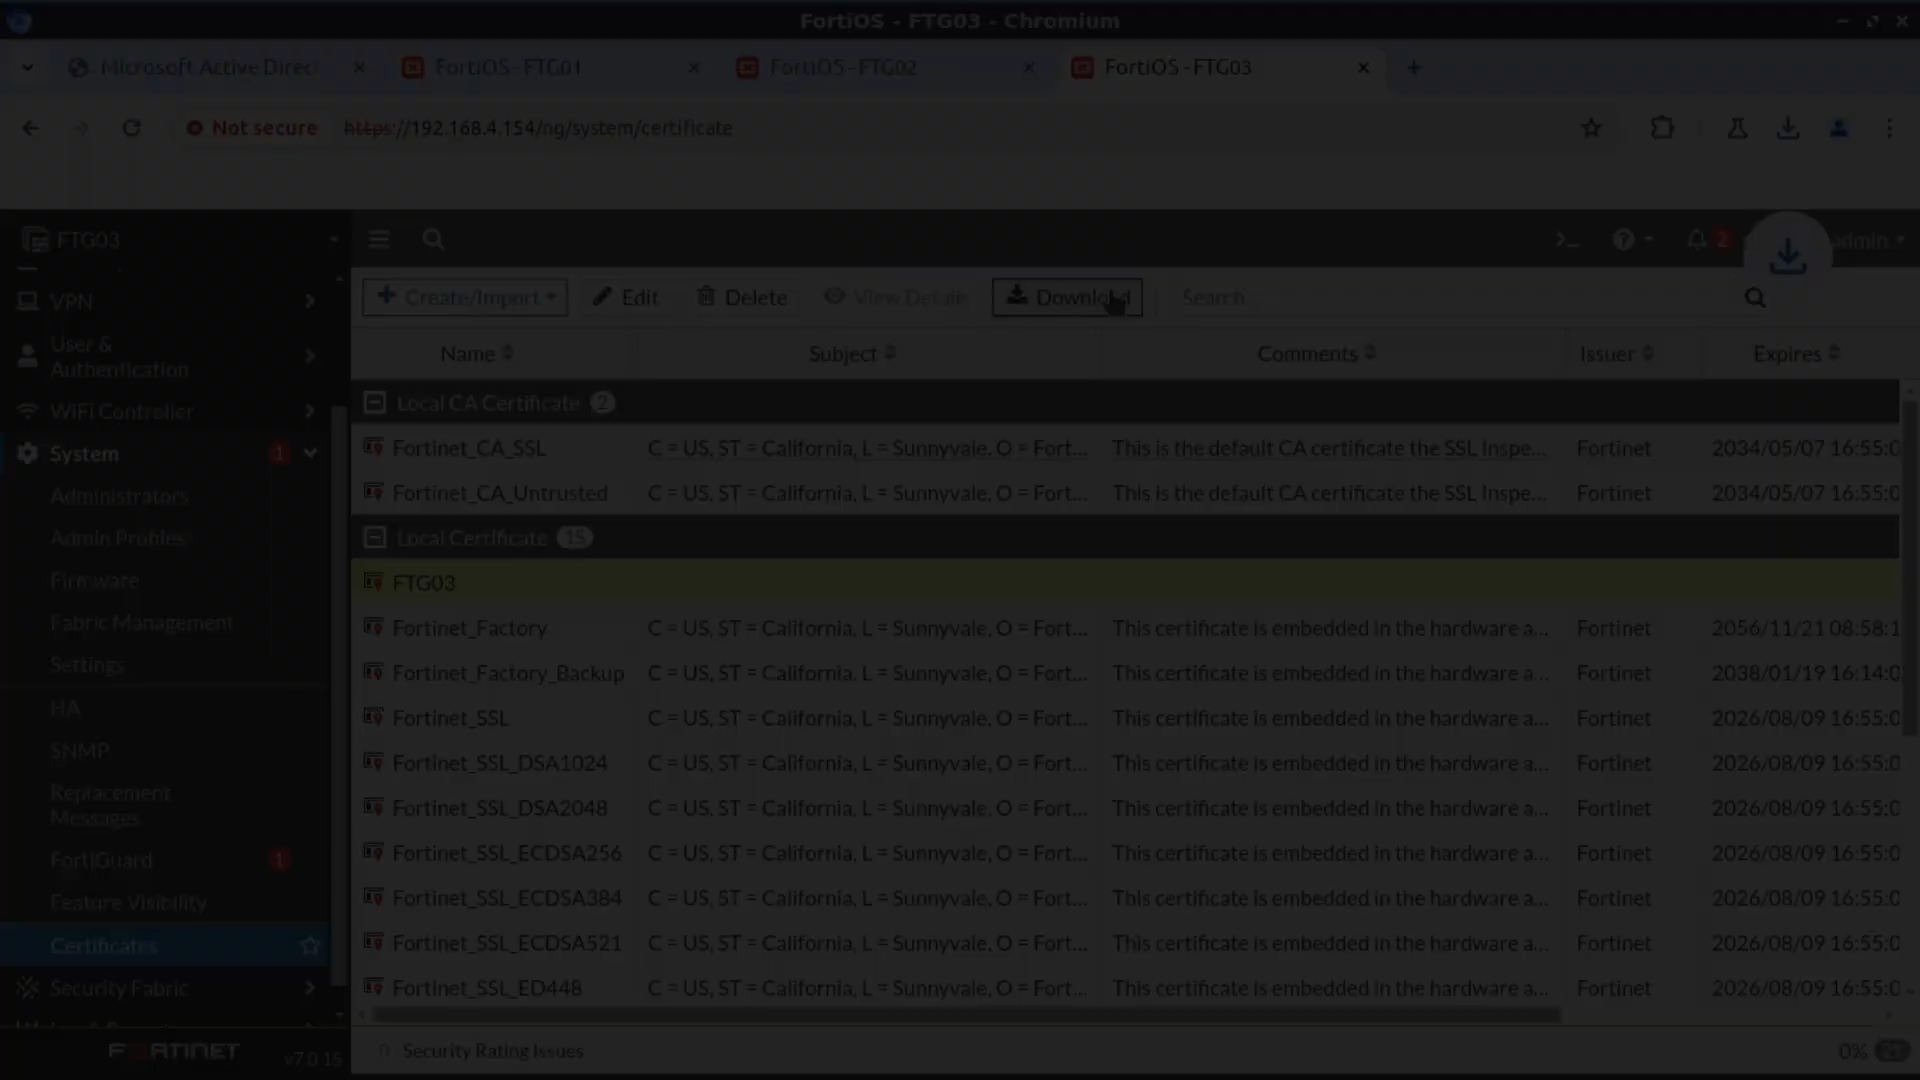 FortiOS - FTG03 - Chromium
Microsoft Active Direct
FortiOS - FTG01
FortiOS - FTG02
FortiOS - FTG03
Not secure
https://192.168.4.154/ng/system/certificate
FTG03
2
admin
VPN
User &
Authentication
WiFi Controller
System
1
Administrators
Admin Profiles
Firmware
Fabric Management
Settings
HA
SNMP
Replacement
Messages
FortiGuard
1
Feature Visibility
Certificates
Security Fabric
FORTINET
v7.0.15
Create/Import
Edit
Delete
View Details
Download
Search
Name
Subject
Comments
Issuer
Expires
Local CA Certificate 2
Fortinet_CA_SSL C = US, ST = California, L = Sunnyvale, O = Fort... This is the default CA certificate the SSL Inspe... Fortinet 2034/05/07 16:55:0
Fortinet_CA_Untrusted C = US, ST = California, L = Sunnyvale, O = Fort... This is the default CA certificate the SSL Inspe... Fortinet 2034/05/07 16:55:0
Local Certificate 15
FTG03
Fortinet_Factory C = US, ST = California, L = Sunnyvale, O = Fort... This certificate is embedded in the hardware a... Fortinet 2056/11/21 08:58:1
Fortinet_Factory_Backup C = US, ST = California, L = Sunnyvale, O = Fort... This certificate is embedded in the hardware a... Fortinet 2038/01/19 16:14:0
Fortinet_SSL C = US, ST = California, L = Sunnyvale, O = Fort... This certificate is embedded in the hardware a... Fortinet 2026/08/09 16:55:0
Fortinet_SSL_DSA1024 C = US, ST = California, L = Sunnyvale, O = Fort... This certificate is embedded in the hardware a... Fortinet 2026/08/09 16:55:0
Fortinet_SSL_DSA2048 C = US, ST = California, L = Sunnyvale, O = Fort... This certificate is embedded in the hardware a... Fortinet 2026/08/09 16:55:0
Fortinet_SSL_ECDSA256 C = US, ST = California, L = Sunnyvale, O = Fort... This certificate is embedded in the hardware a... Fortinet 2026/08/09 16:55:0
Fortinet_SSL_ECDSA384 C = US, ST = California, L = Sunnyvale, O = Fort... This certificate is embedded in the hardware a... Fortinet 2026/08/09 16:55:0
Fortinet_SSL_ECDSA521 C = US, ST = California, L = Sunnyvale, O = Fort... This certificate is embedded in the hardware a... Fortinet 2026/08/09 16:55:0
Fortinet_SSL_ED448 C = US, ST = California, L = Sunnyvale, O = Fort... This certificate is embedded in the hardware a... Fortinet 2026/08/09 16:55:0
0 Security Rating Issues
0%